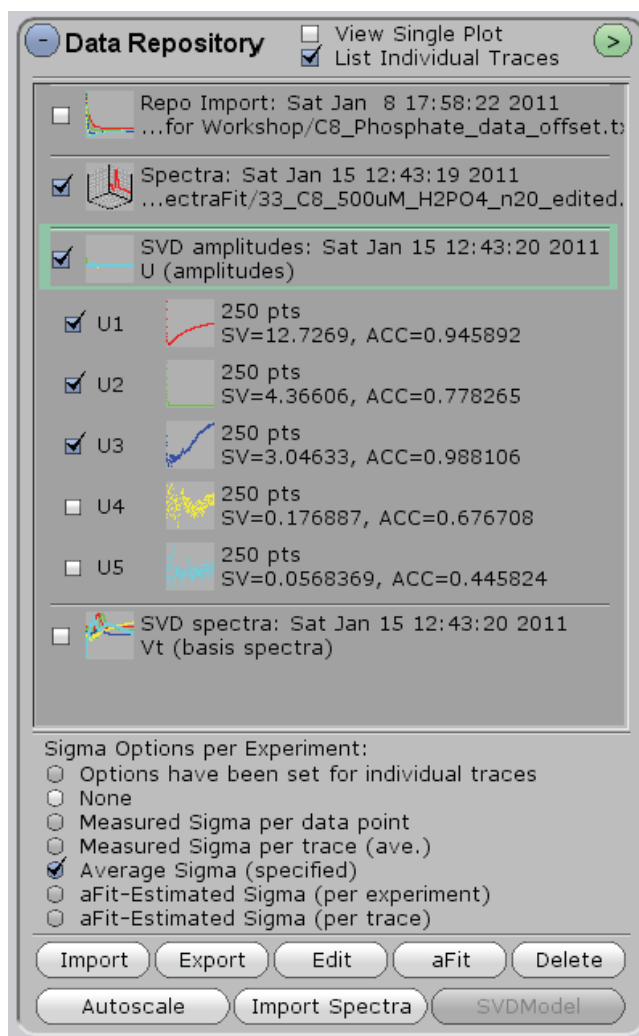 Data Repository
View Single Plot
List Individual Traces
Repo Import: Sat Jan 8 17:58:22 2011
...for Workshop/C8_Phosphate_data_offset.tx
Spectra: Sat Jan 15 12:43:19 2011
...ectraFit/33_C8_500uM_H2PO4_n20_edited.
SVD amplitudes: Sat Jan 15 12:43:20 2011
U (amplitudes)
U1
250 pts
SV=12.7269, ACC=0.945892
U2
250 pts
SV=4.36606, ACC=0.778265
U3
250 pts
SV=3.04633, ACC=0.988106
U4
250 pts
SV=0.176887, ACC=0.676708
U5
250 pts
SV=0.0568369, ACC=0.445824
SVD spectra: Sat Jan 15 12:43:20 2011
Vt (basis spectra)
Sigma Options per Experiment:
Options have been set for individual traces
None
Measured Sigma per data point
Measured Sigma per trace (ave.)
Average Sigma (specified)
aFit-Estimated Sigma (per experiment)
aFit-Estimated Sigma (per trace)
Import Export Edit aFit Delete
Autoscale Import Spectra SVDModel